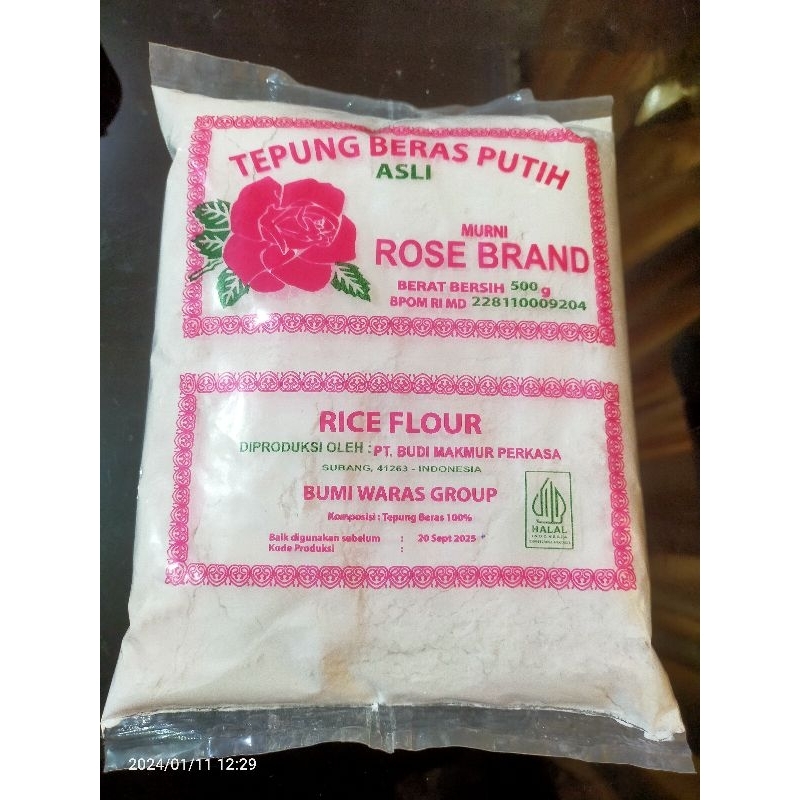 TEPUNG BERAS PUTIH
ASLI
MURNI
ROSE BRAND
BERAT BERSIH 500 g
BPOM RI MD 228110009204
RICE FLOUR
DIPRODUKSI OLEH : PT. BUDI MAKMUR PERKASA
SUBANG, 41263 - INDONESIA
BUMI WARAS GROUP
Komposisi : Tepung Beras 100%
Baik digunakan sebelum : 20 Sept 2025
Kode Produksi :
HALAL
INDONESIA
2024/01/11 12:29